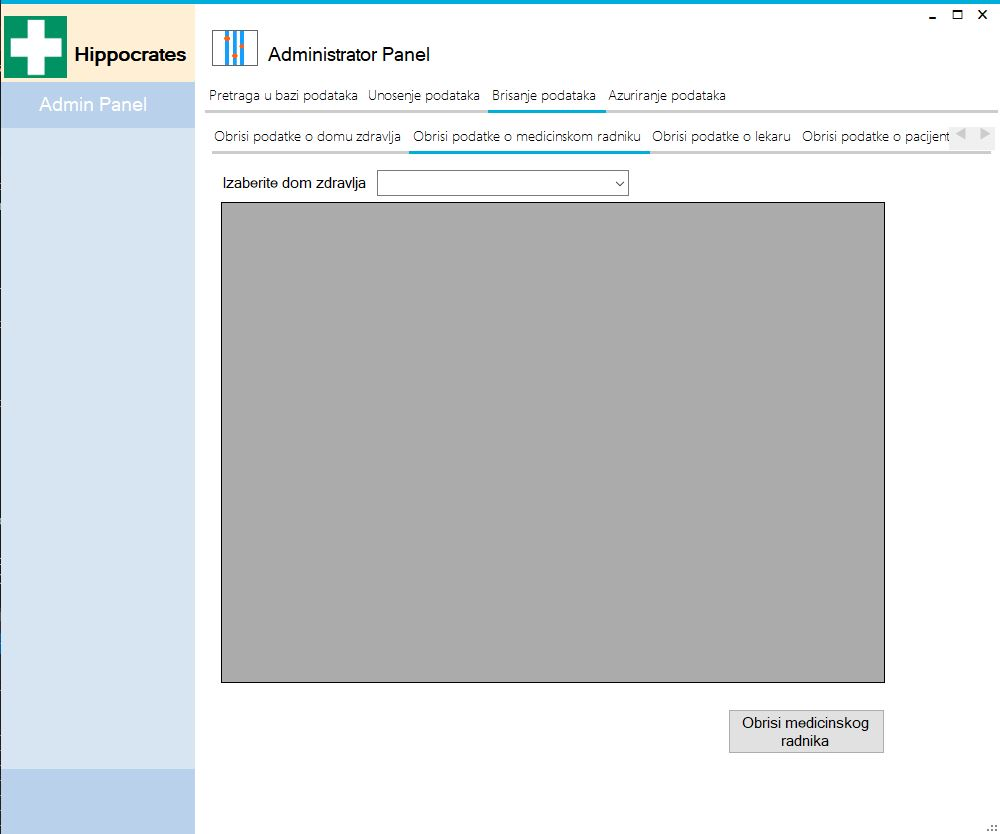 Hippocrates
Administrator Panel
Admin Panel
Pretraga u bazi podataka Unosenje podataka Brisanje podataka Azuriranje podataka
Obrisi podatke o domu zdravlja Obrisi podatke o medicinskom radniku Obrisi podatke o lekaru Obrisi podatke o pacijent
Izaberite dom zdravlja
Obrisi medicinskog
radnika